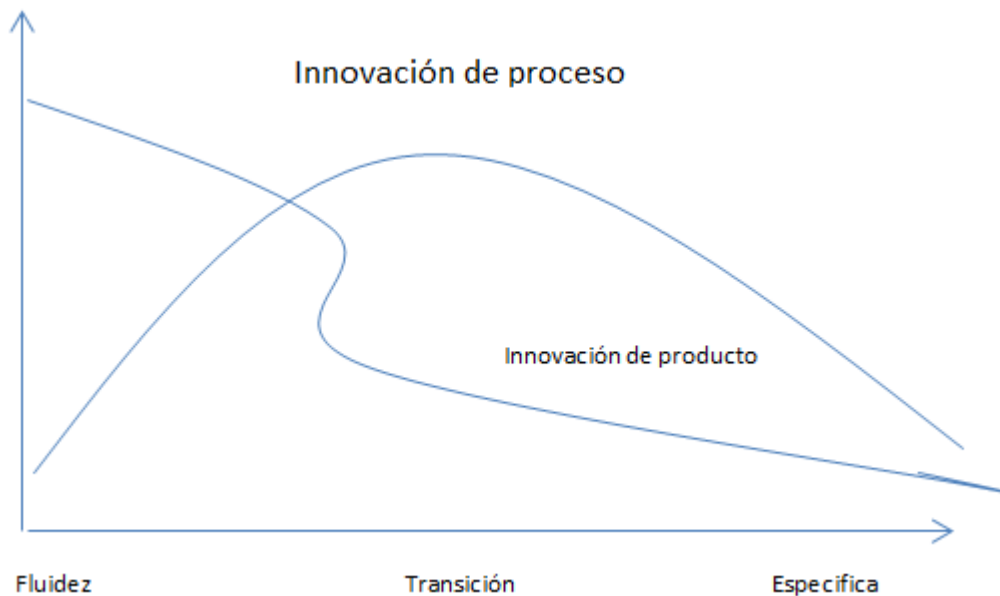 Innovación de proceso
Innovación de producto
Fluidez
Transición
Especifica